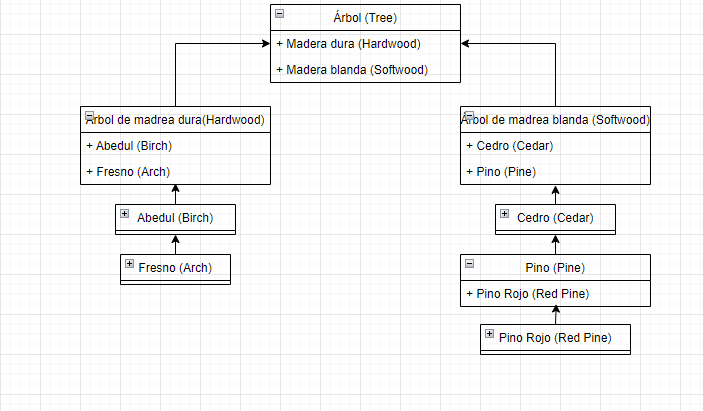 Árbol (Tree)
+ Madera dura (Hardwood)
+ Madera blanda (Softwood)
Árbol de madrea dura(Hardwood)
+ Abedul (Birch)
+ Fresno (Arch)
Árbol de madrea blanda (Softwood)
+ Cedro (Cedar)
+ Pino (Pine)
Abedul (Birch)
Cedro (Cedar)
Fresno (Arch)
Pino (Pine)
+ Pino Rojo (Red Pine)
Pino Rojo (Red Pine)